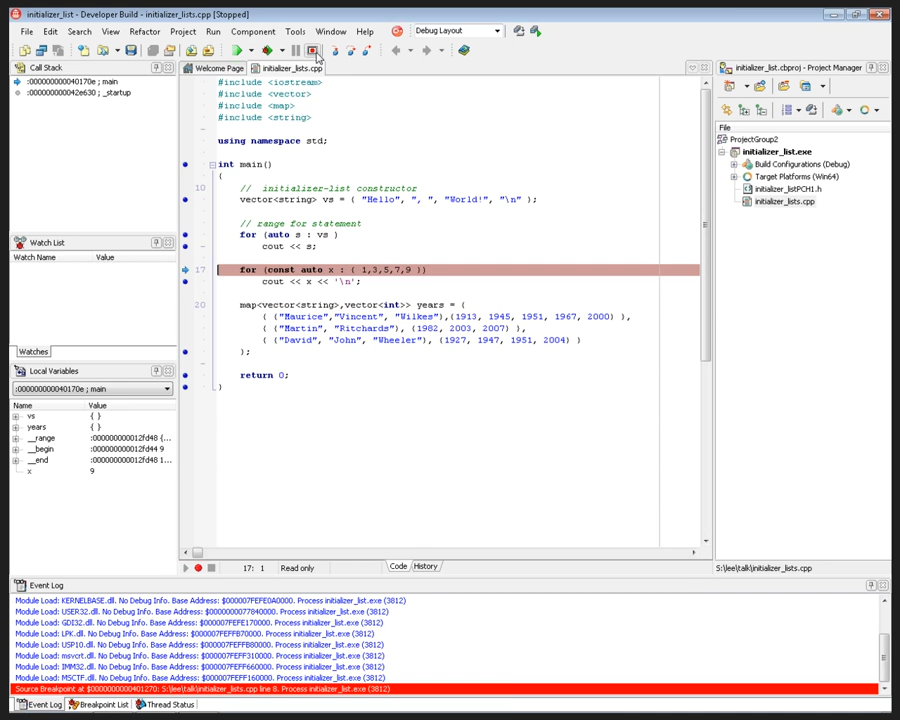 initializer_list - Developer Build - initializer_lists.cpp [Stopped]
File Edit Search View Refactor Project Run Component Tools Window Help Debug Layout
Call Stack
:000000000040170e ; main
:000000000042e630 ; _startup
Watch List
Watch Name Value
Watches
Local Variables
:000000000040170e ; main
Name Value
vs { }
years { }
__range :000000000012fd48 {...
__begin :000000000012fd44 9
__end :000000000012fd48 1...
x 9
Welcome Page initializer_lists.cpp
#include <iostream>
#include <vector>
#include <map>
#include <string>
using namespace std;
int main()
10 {
// initializer-list constructor
vector<string> vs = { "Hello", ", ", "World!", "\n" };
// range for statement
for (auto s : vs )
cout << s;
17 for (const auto x : { 1,3,5,7,9 })
cout << x << '\n';
20 map<vector<string>,vector<int>> years = {
{ {"Maurice","Vincent", "Wilkes"},{1913, 1945, 1951, 1967, 2000} },
{ {"Martin", "Ritchards"}, {1982, 2003, 2007} },
{ {"David", "John", "Wheeler"}, {1927, 1947, 1951, 2004} }
};
return 0;
}
17: 1 Read only Code History
initializer_list.cbproj - Project Manager
File
ProjectGroup2
initializer_list.exe
Build Configurations (Debug)
Target Platforms (Win64)
initializer_listPCH1.h
initializer_lists.cpp
S:\lee\talk\initializer_lists.cpp
Event Log
Module Load: KERNELBASE.dll. No Debug Info. Base Address: $000007FEFE0A0000. Process initializer_list.exe (3812)
Module Load: USER32.dll. No Debug Info. Base Address: $0000000077840000. Process initializer_list.exe (3812)
Module Load: GDI32.dll. No Debug Info. Base Address: $000007FEFE170000. Process initializer_list.exe (3812)
Module Load: LPK.dll. No Debug Info. Base Address: $000007FEFFB70000. Process initializer_list.exe (3812)
Module Load: USP10.dll. No Debug Info. Base Address: $000007FEFFB80000. Process initializer_list.exe (3812)
Module Load: msvcrt.dll. No Debug Info. Base Address: $000007FEFF310000. Process initializer_list.exe (3812)
Module Load: IMM32.dll. No Debug Info. Base Address: $000007FEFF660000. Process initializer_list.exe (3812)
Module Load: MSCTF.dll. No Debug Info. Base Address: $000007FEFF160000. Process initializer_list.exe (3812)
Source Breakpoint at $0000000000401270: S:\lee\talk\initializer_lists.cpp line 8. Process initializer_list.exe (3812)
Event Log Breakpoint List Thread Status